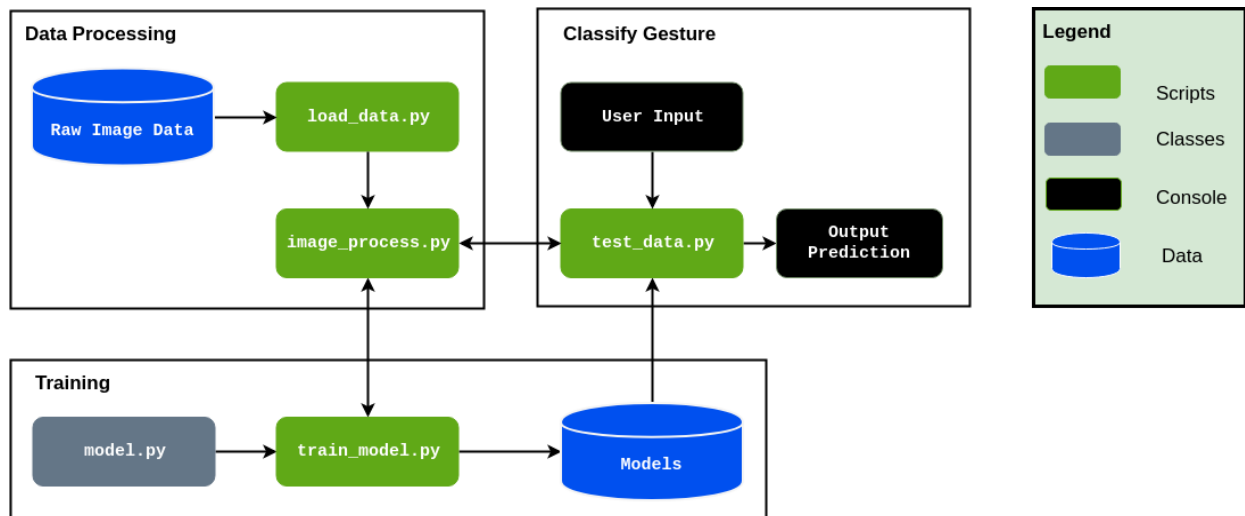 Data Processing
Raw Image Data
load_data.py
image_process.py
Classify Gesture
User Input
test_data.py
Output
Prediction
Training
model.py
train_model.py
Models
Legend
Scripts
Classes
Console
Data